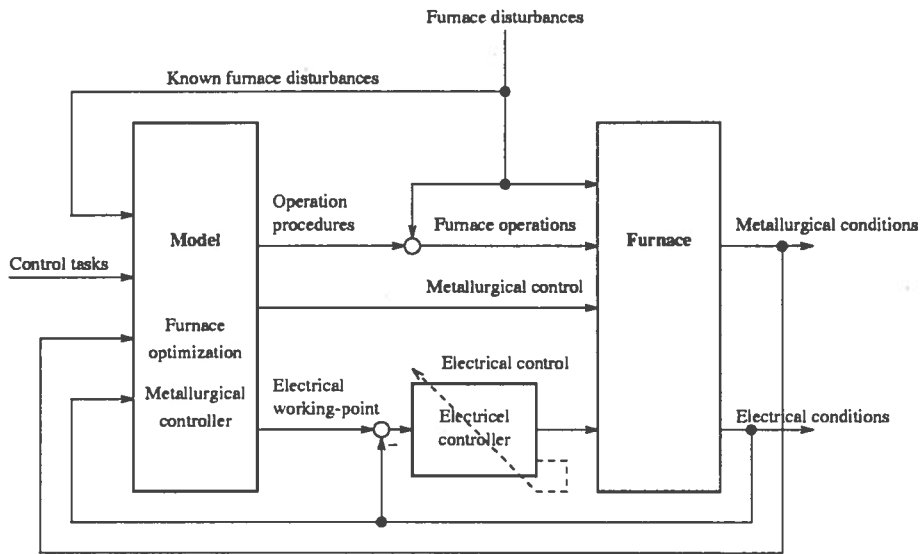 Furnace disturbances
Known furnace disturbances
Operation
procedures
Furnace operations
Model
Furnace
Metallurgical conditions
Control tasks
Metallurgical control
Furnace
optimization
Electrical control
Metallurgical
controller
Electrical
working-point
Electricel
controller
Electrical conditions